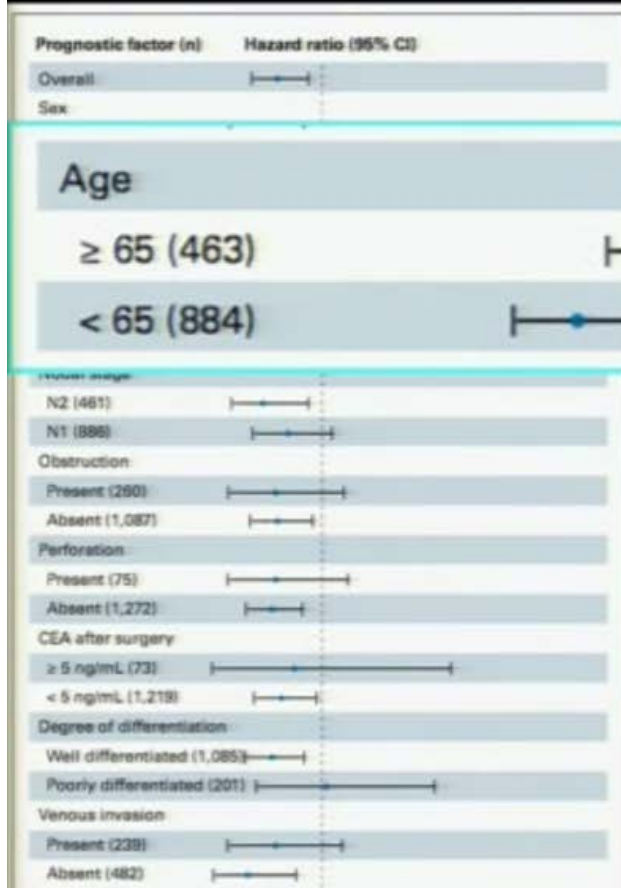 Prognostic factor (n) Hazard ratio (95% CI)
Overall
Sex
Age
≥ 65 (463)
< 65 (884)
Nodal stage
N2 (461)
N1 (886)
Obstruction
Present (260)
Absent (1,087)
Perforation
Present (75)
Absent (1,272)
CEA after surgery
≥ 5 ng/mL (73)
< 5 ng/mL (1,219)
Degree of differentiation
Well differentiated (1,085)
Poorly differentiated (201)
Venous invasion
Present (239)
Absent (482)